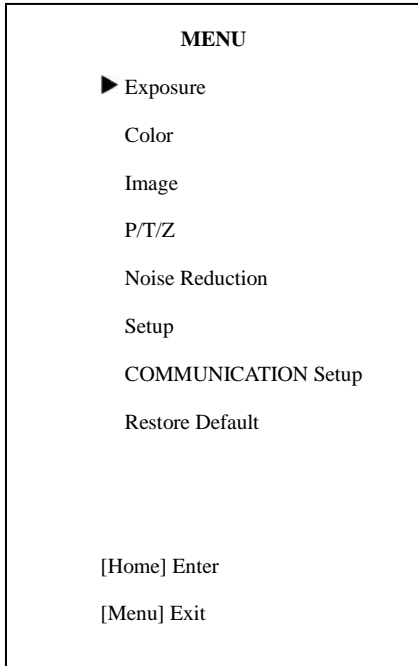 MENU
Exposure
Color
Image
P/T/Z
Noise Reduction
Setup
COMMUNICATION Setup
Restore Default
[Home] Enter
[Menu] Exit